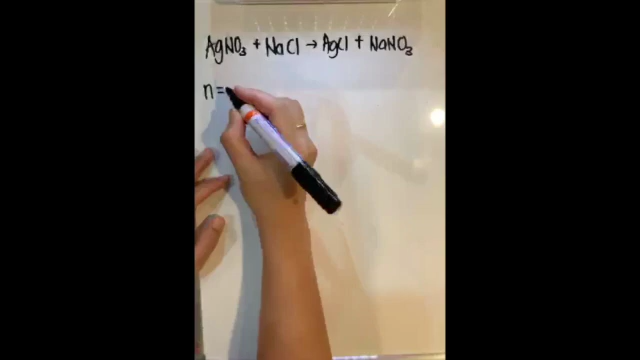 AgNO₃ + NaCl → AgCl + NaNO₃
n =